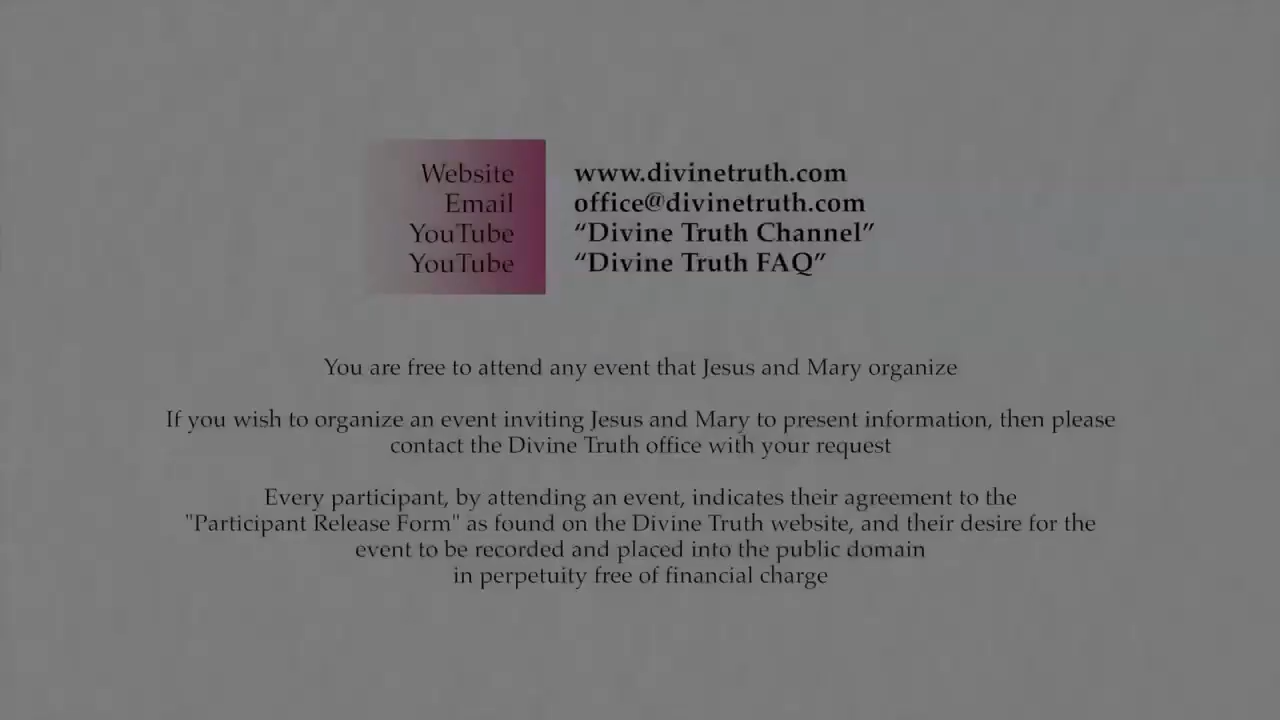 Website www.divinetruth.com
Email office@divinetruth.com
YouTube “Divine Truth Channel”
YouTube “Divine Truth FAQ”
You are free to attend any event that Jesus and Mary organize
If you wish to organize an event inviting Jesus and Mary to present information, then please
contact the Divine Truth office with your request
Every participant, by attending an event, indicates their agreement to the
"Participant Release Form" as found on the Divine Truth website, and their desire for the
event to be recorded and placed into the public domain
in perpetuity free of financial charge